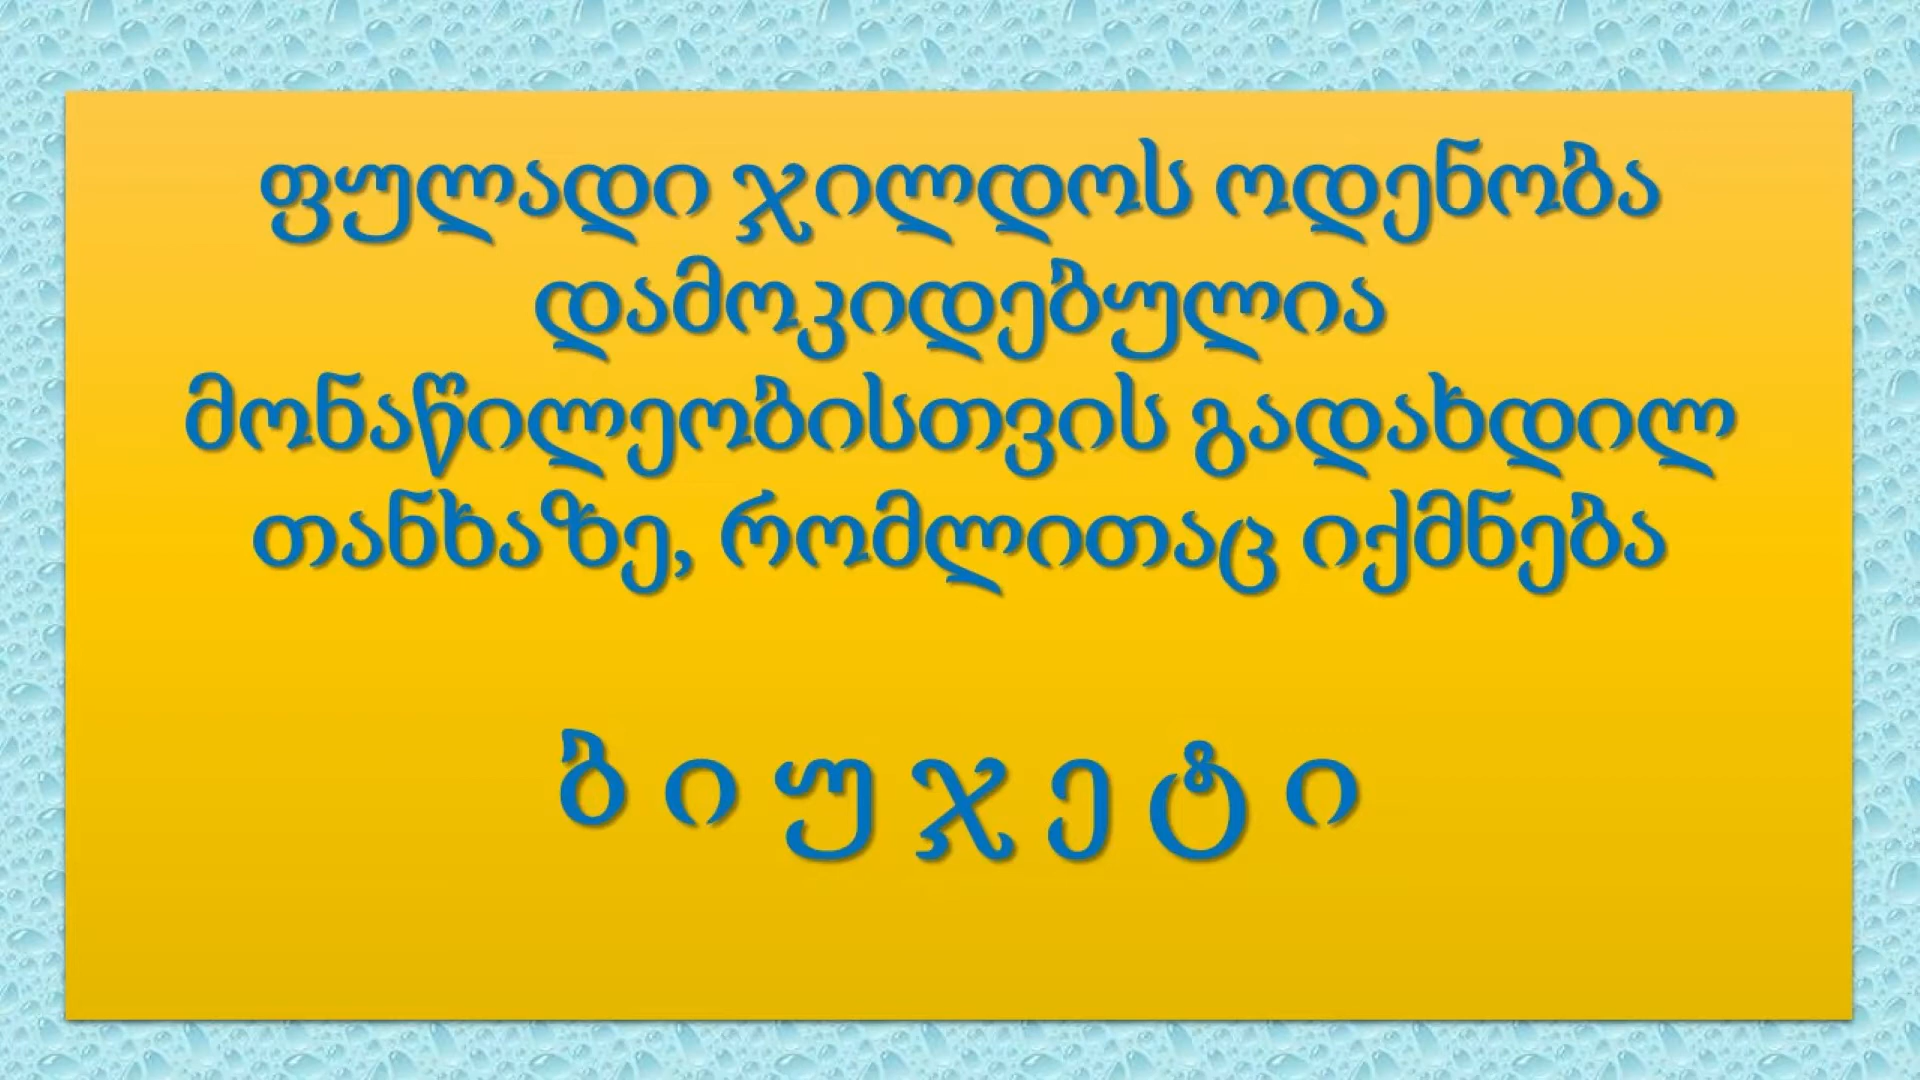 ფულადი ჯილდოს ოდენობა
დამოკიდებულია
მონაწილეობისთვის გადახდილ
თანხაზე, რომლითაც იქმნება
ბ ი უ ჯ ე ტ ი